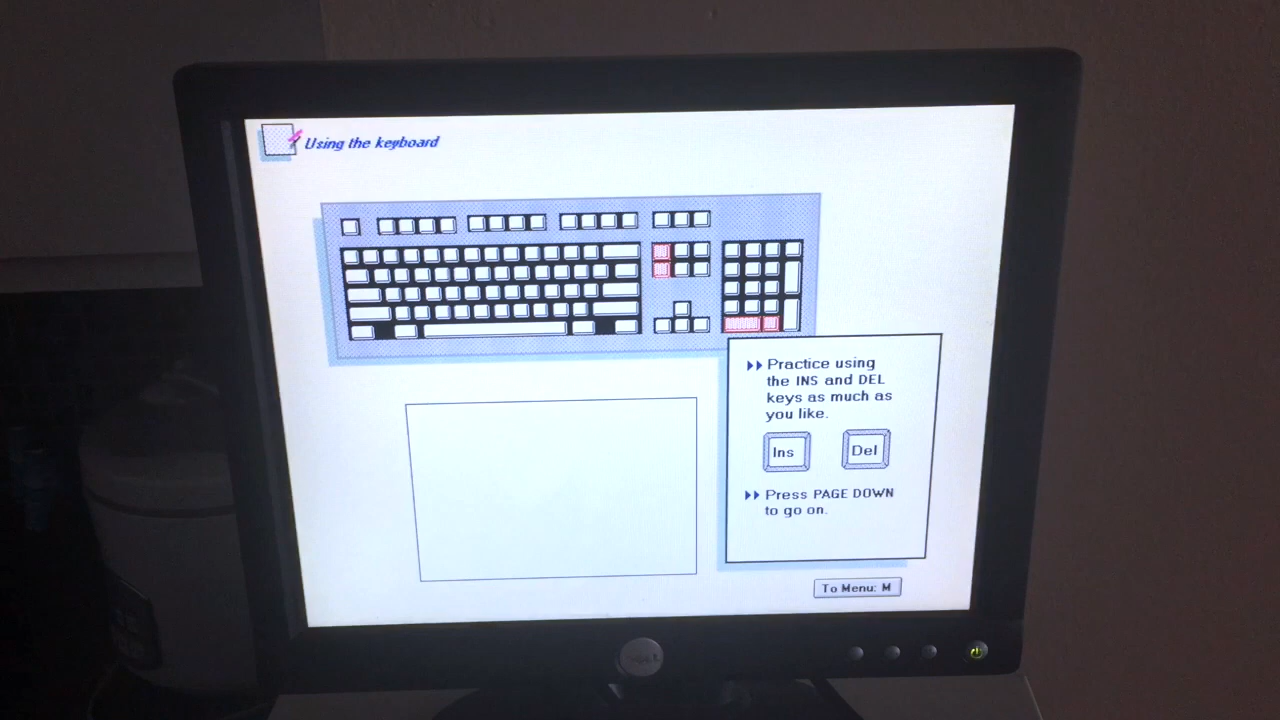 Using the keyboard
Practice using
the INS and DEL
keys as much as
you like.
Ins
Del
Press PAGE DOWN
to go on.
To Menu: M
DELL